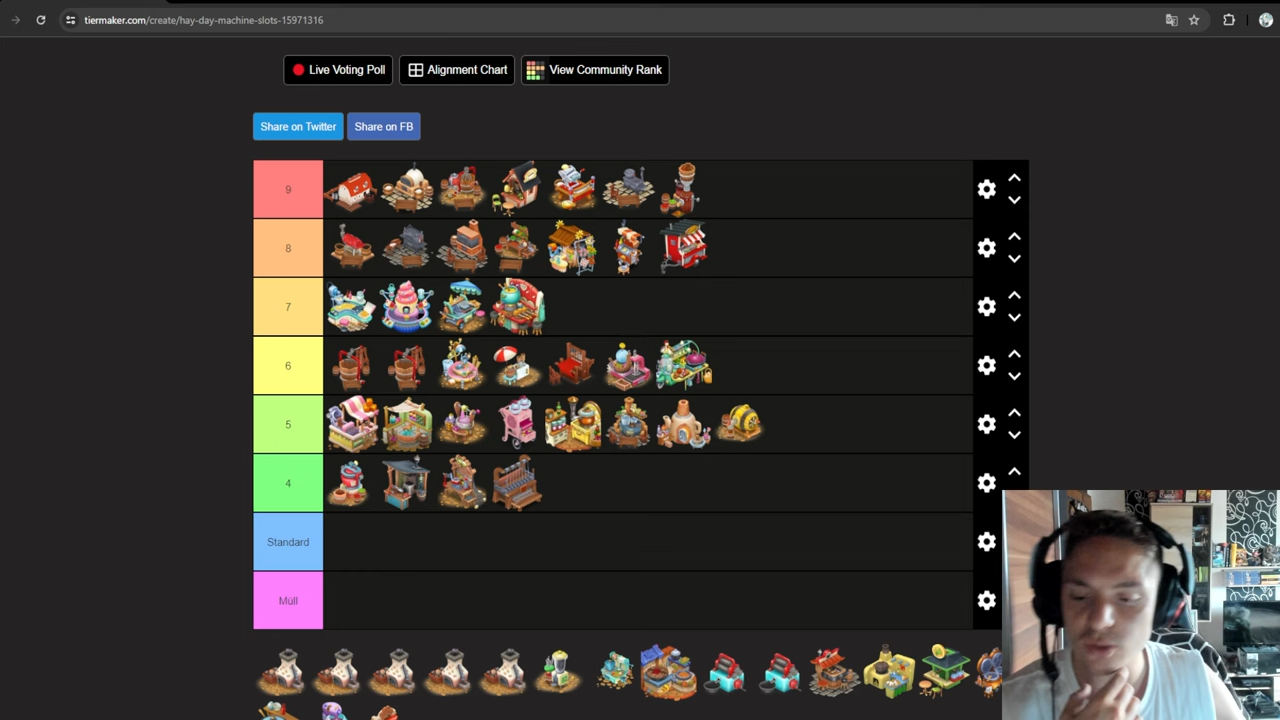 tiermaker.com/create/hay-day-machine-slots-15971316
Live Voting Poll
Alignment Chart
View Community Rank
Share on Twitter
Share on FB
9
8
7
6
5
4
Standard
Müll